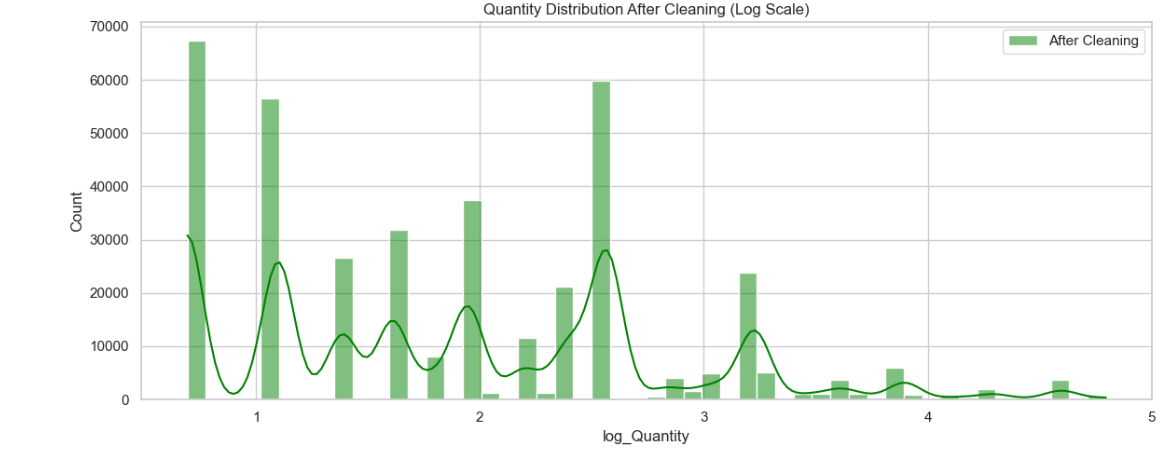 Quantity Distribution After Cleaning (Log Scale)
After Cleaning
70000
60000
50000
40000
30000
20000
10000
0
Count
1 2 3 4 5
log_Quantity